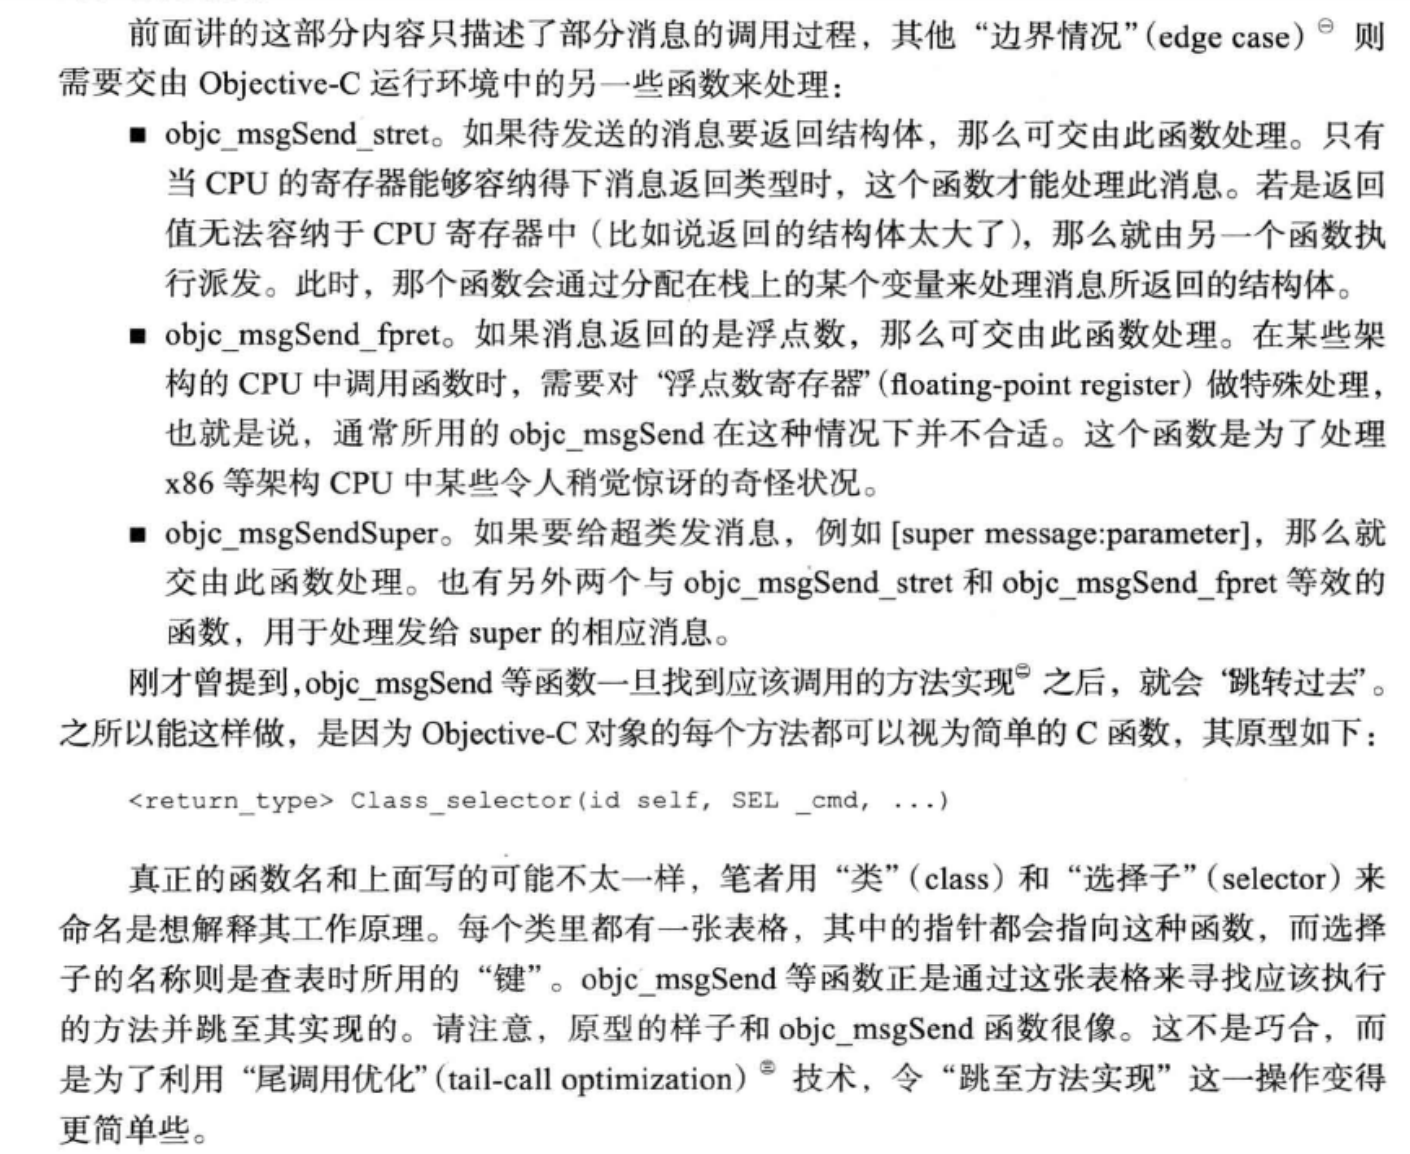 前面讲的这部分内容只描述了部分消息的调用过程，其他“边界情况”（edge case）㊀ 则
需要交由 Objective-C 运行环境中的另一些函数来处理：
■ objc_msgSend_stret。如果待发送的消息要返回结构体，那么可交由此函数处理。只有
当 CPU 的寄存器能够容纳得下消息返回类型时，这个函数才能处理此消息。若是返回
值无法容纳于 CPU 寄存器中（比如说返回的结构体太大了），那么就由另一个函数执
行派发。此时，那个函数会通过分配在栈上的某个变量来处理消息所返回的结构体。
■ objc_msgSend_fpret。如果消息返回的是浮点数，那么可交由此函数处理。在某些架
构的 CPU 中调用函数时，需要对“浮点数寄存器”（floating-point register）做特殊处理，
也就是说，通常所用的 objc_msgSend 在这种情况下并不合适。这个函数是为了处理
x86 等架构 CPU 中某些令人稍觉惊讶的奇怪状况。
■ objc_msgSendSuper。如果要给超类发消息，例如 [super message:parameter]，那么就
交由此函数处理。也有另外两个与 objc_msgSend_stret 和 objc_msgSend_fpret 等效的
函数，用于处理发给 super 的相应消息。
刚才曾提到，objc_msgSend 等函数一旦找到应该调用的方法实现㊁ 之后，就会“跳转过去”。
之所以能这样做，是因为 Objective-C 对象的每个方法都可以视为简单的 C 函数，其原型如下：
<return_type> Class_selector(id self, SEL _cmd, ...)
真正的函数名和上面写的可能不太一样，笔者用“类”（class）和“选择子”（selector）来
命名是想解释其工作原理。每个类里都有一张表格，其中的指针都会指向这种函数，而选择
子的名称则是查表时所用的“键”。objc_msgSend 等函数正是通过这张表格来寻找应该执行
的方法并跳至其实现的。请注意，原型的样子和 objc_msgSend 函数很像。这不是巧合，而
是为了利用“尾调用优化”（tail-call optimization）㊂ 技术，令“跳至方法实现”这一操作变得
更简单些。